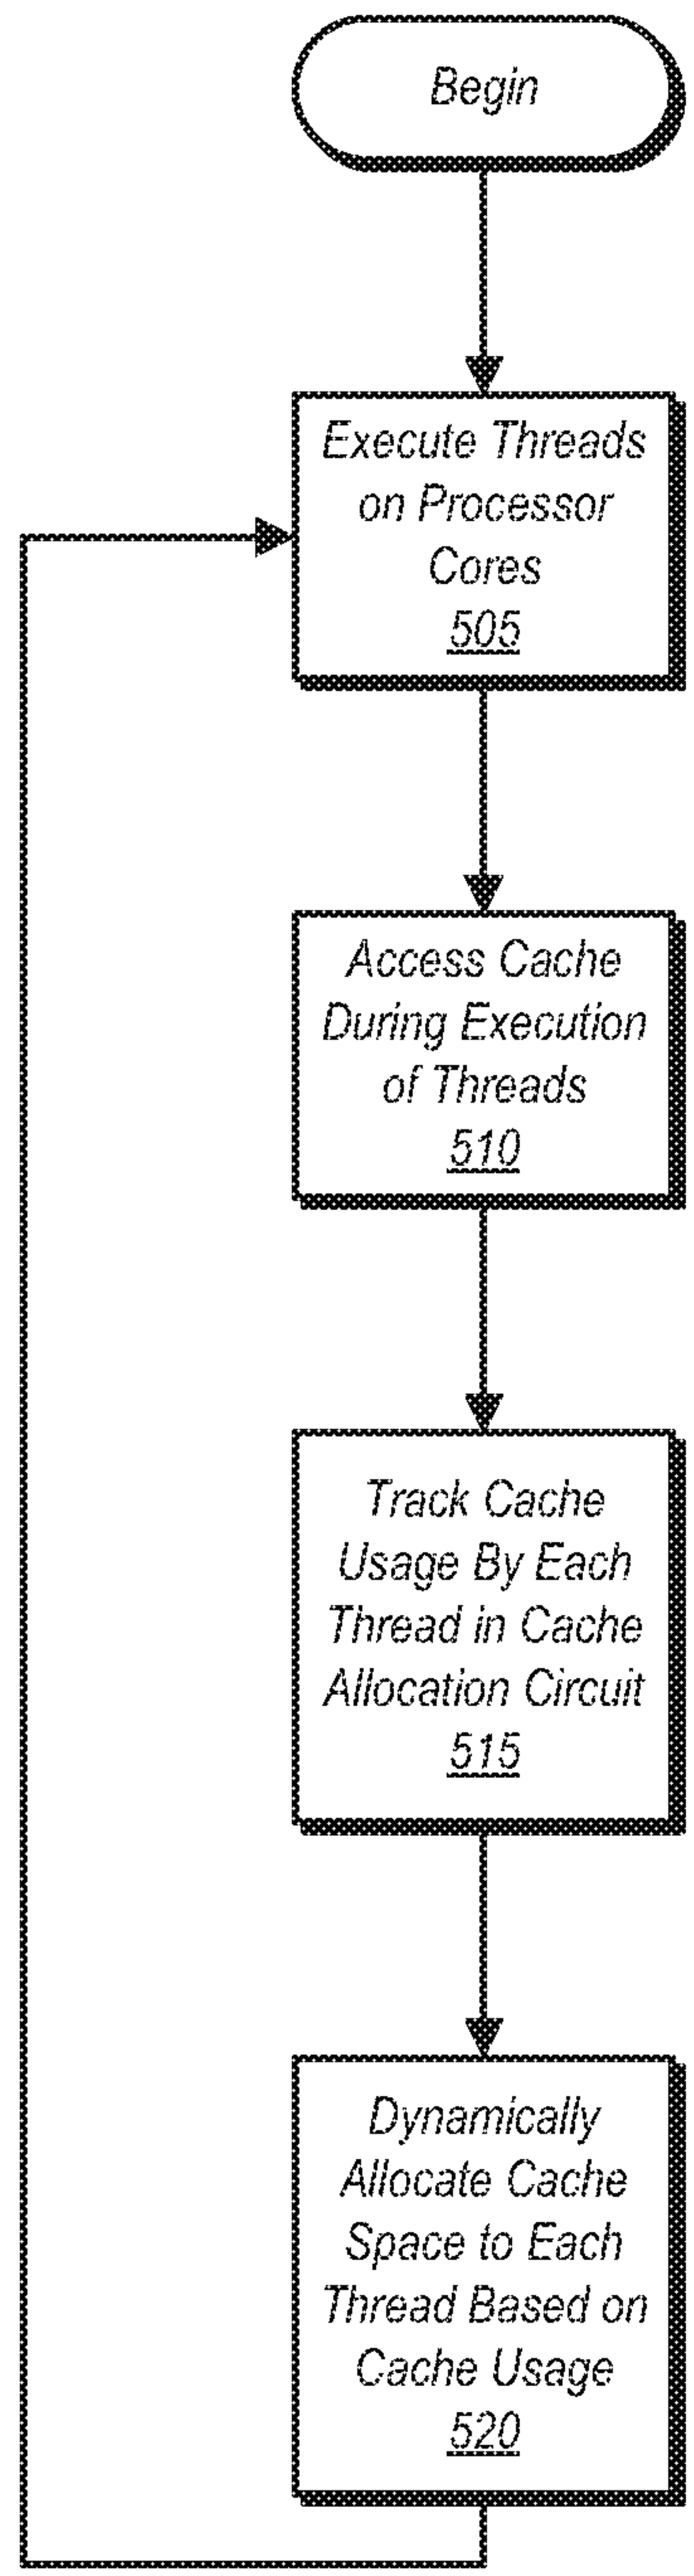 Begin
Execute Threads
on Processor
Cores
505
Access Cache
During Execution
of Threads
510
Track Cache
Usage By Each
Thread in Cache
Allocation Circuit
515
Dynamically
Allocate Cache
Space to Each
Thread Based on
Cache Usage
520